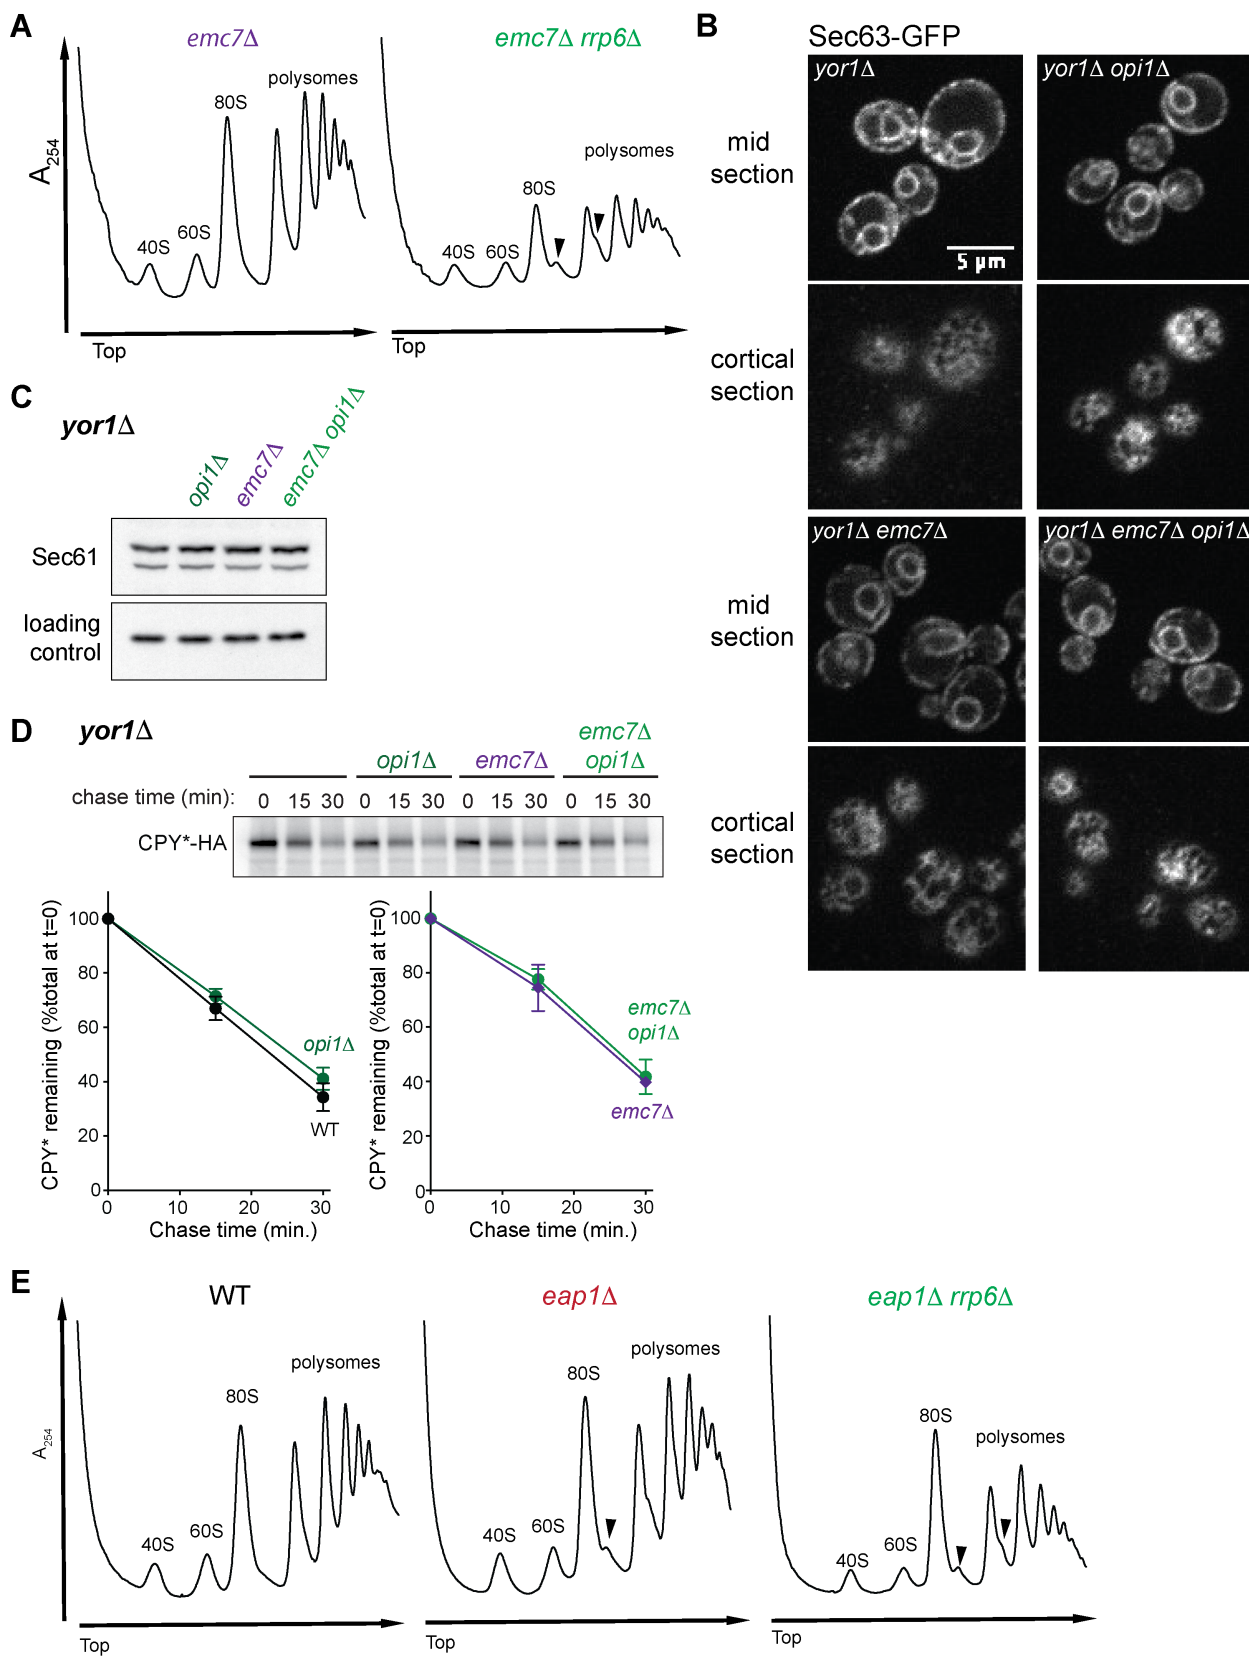 A
emc7Δ
emc7Δ rrp6Δ
A254
polysomes
80S
40S
60S
Top
polysomes
80S
40S
60S
Top
B
Sec63-GFP
yor1Δ
yor1Δ opi1Δ
mid
section
5 μm
cortical
section
yor1Δ emc7Δ
yor1Δ emc7Δ opi1Δ
mid
section
cortical
section
C
yor1Δ
opi1Δ
emc7Δ
emc7Δ opi1Δ
Sec61
loading
control
D
yor1Δ
opi1Δ
emc7Δ
emc7Δ
opi1Δ
chase time (min): 0 15 30 0 15 30 0 15 30 0 15 30
CPY*-HA
CPY* remaining (%total at t=0)
100
80
60
40
20
0
opi1Δ
WT
0 10 20 30
Chase time (min.)
CPY* remaining (%total at t=0)
100
80
60
40
20
0
emc7Δ
opi1Δ
emc7Δ
0 10 20 30
Chase time (min.)
E
WT
eap1Δ
eap1Δ rrp6Δ
A254
polysomes
80S
40S
60S
Top
polysomes
80S
40S
60S
Top
polysomes
80S
40S
60S
Top